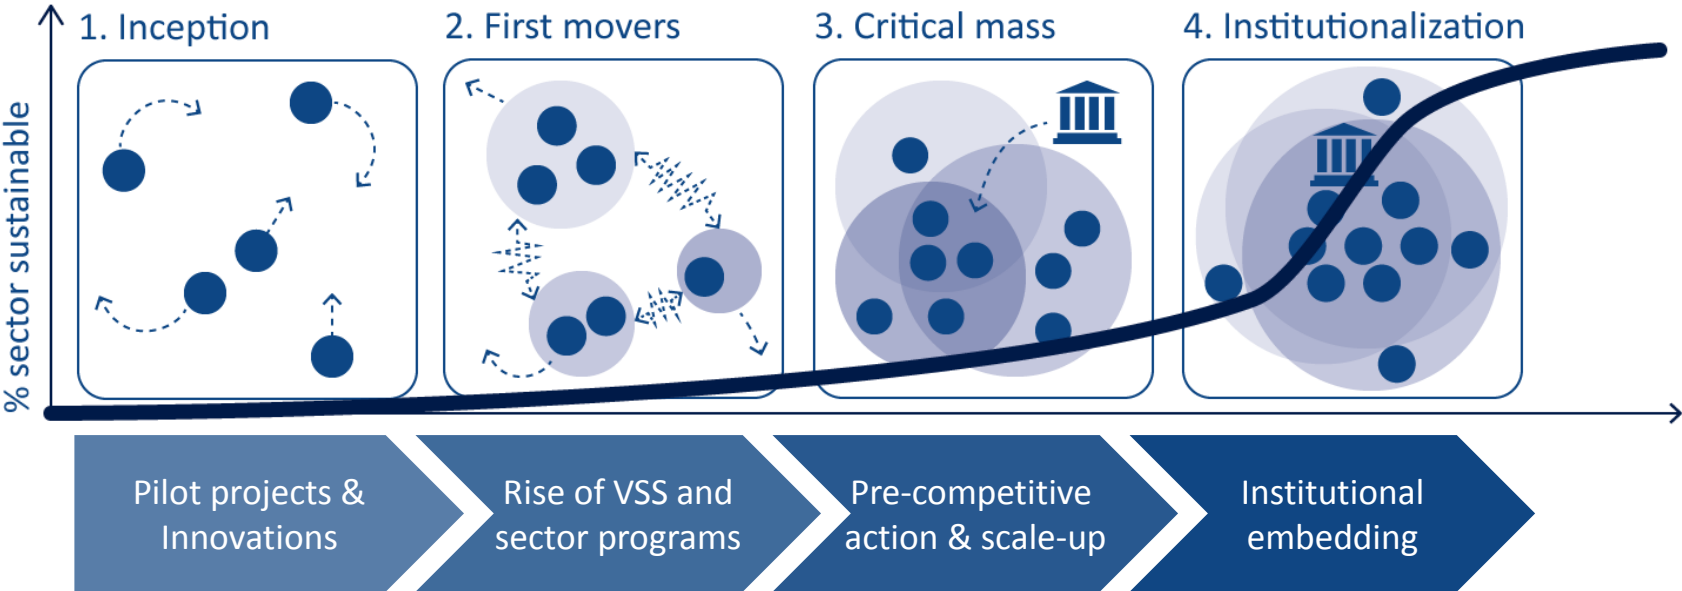 % sector sustainable
1. Inception
2. First movers
3. Critical mass
4. Institutionalization
Pilot projects &
Innovations
Rise of VSS and
sector programs
Pre-competitive
action & scale-up
Institutional
embedding